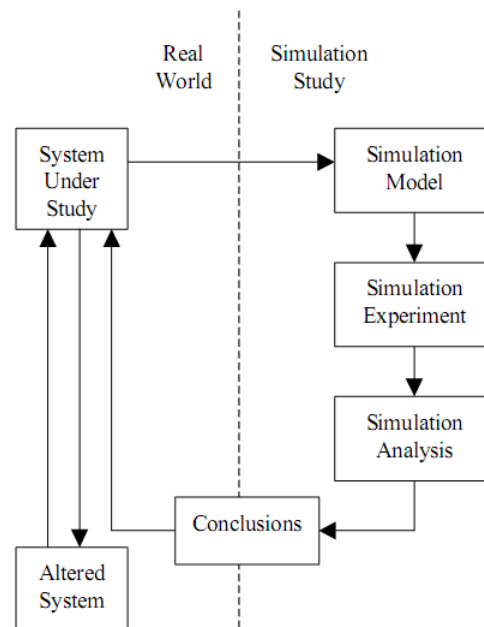 Real
World
Simulation
Study
System
Under
Study
Simulation
Model
Simulation
Experiment
Simulation
Analysis
Conclusions
Altered
System